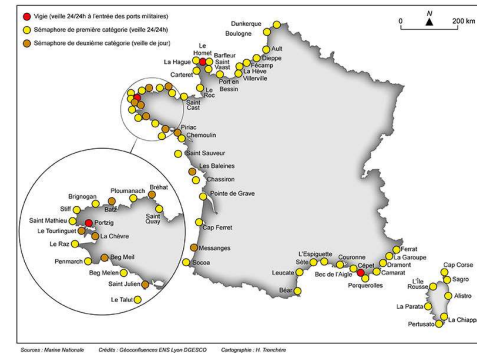 Vigie (veille 24/24h à l'entrée des ports militaires)
Sémaphore de première catégorie (24/24h)
Sémaphore de deuxième catégorie (veille de jour)
N
0 200 km
Dunkerque
Boulogne
Ault
Dieppe
Fécamp
La Hève
Villerville
Le Homet
Barfleur
La Hague
Saint Vaast
Carteret
Port en Bessin
Le Roc
Saint Cast
Piriac
Chemoulin
Saint Sauveur
Les Baleines
Chassiron
Pointe de Grave
Cap Ferret
Messanges
Socoa
Brignogan
Ploumanach
Bréhat
Batz
Stiff
Saint Mathieu
Portzig
Saint Quay
Le Toulinguet
La Chèvre
Le Raz
Beg Meil
Penmarch
Beg Melen
Saint Julien
Le Talut
L'Espiguette
Couronne
Sète
Cépet
Leucate
Bec de l'Aigle
Béar
Porquerolles
Camarat
Dramont
La Garoupe
Ferrat
Cap Corse
L'Île Rousse
Sagro
Alistro
La Parata
La Chiappa
Pertusato
Sources : Marine Nationale Crédits : Géoconfluences ENS Lyon DGESCO Cartographie : H. Tronchère